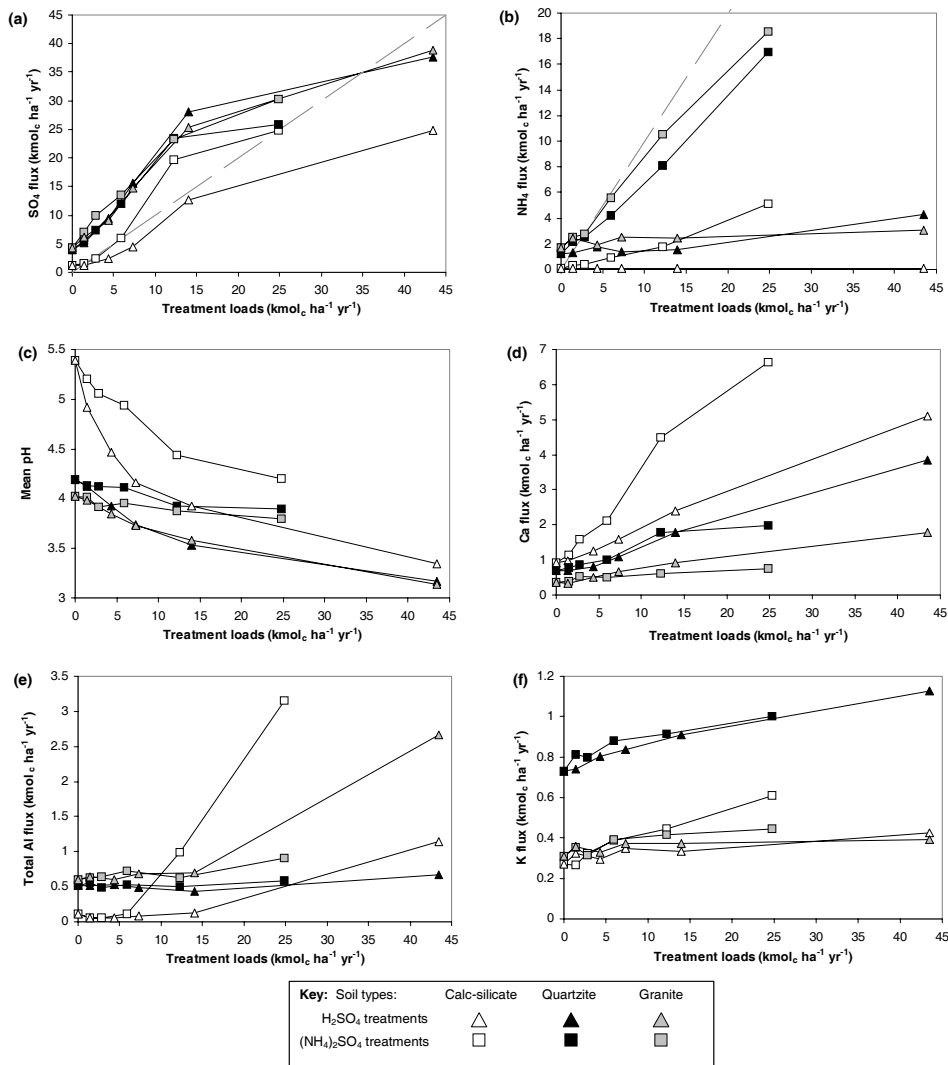 (a)
SO4 flux (kmolc ha-1 yr-1)
45
40
35
30
25
20
15
10
5
0
0 5 10 15 20 25 30 35 40 45
Treatment loads (kmolc ha-1 yr-1)
(b)
NH4 flux (kmolc ha-1 yr-1)
20
18
16
14
12
10
8
6
4
2
0
0 5 10 15 20 25 30 35 40 45
Treatment loads (kmolc ha-1 yr-1)
(c)
Mean pH
5.5
5
4.5
4
3.5
3
0 5 10 15 20 25 30 35 40 45
Treatment loads (kmolc ha-1 yr-1)
(d)
Ca flux (kmolc ha-1 yr-1)
7
6
5
4
3
2
1
0
0 5 10 15 20 25 30 35 40 45
Treatment loads (kmolc ha-1 yr-1)
(e)
Total Al flux (kmolc ha-1 yr-1)
3.5
3
2.5
2
1.5
1
0.5
0
0 5 10 15 20 25 30 35 40 45
Treatment loads (kmolc ha-1 yr-1)
(f)
K flux (kmolc ha-1 yr-1)
1.2
1
0.8
0.6
0.4
0.2
0
0 5 10 15 20 25 30 35 40 45
Treatment loads (kmolc ha-1 yr-1)
Key: Soil types: Calc-silicate Quartzite Granite
H2SO4 treatments
(NH4)2SO4 treatments